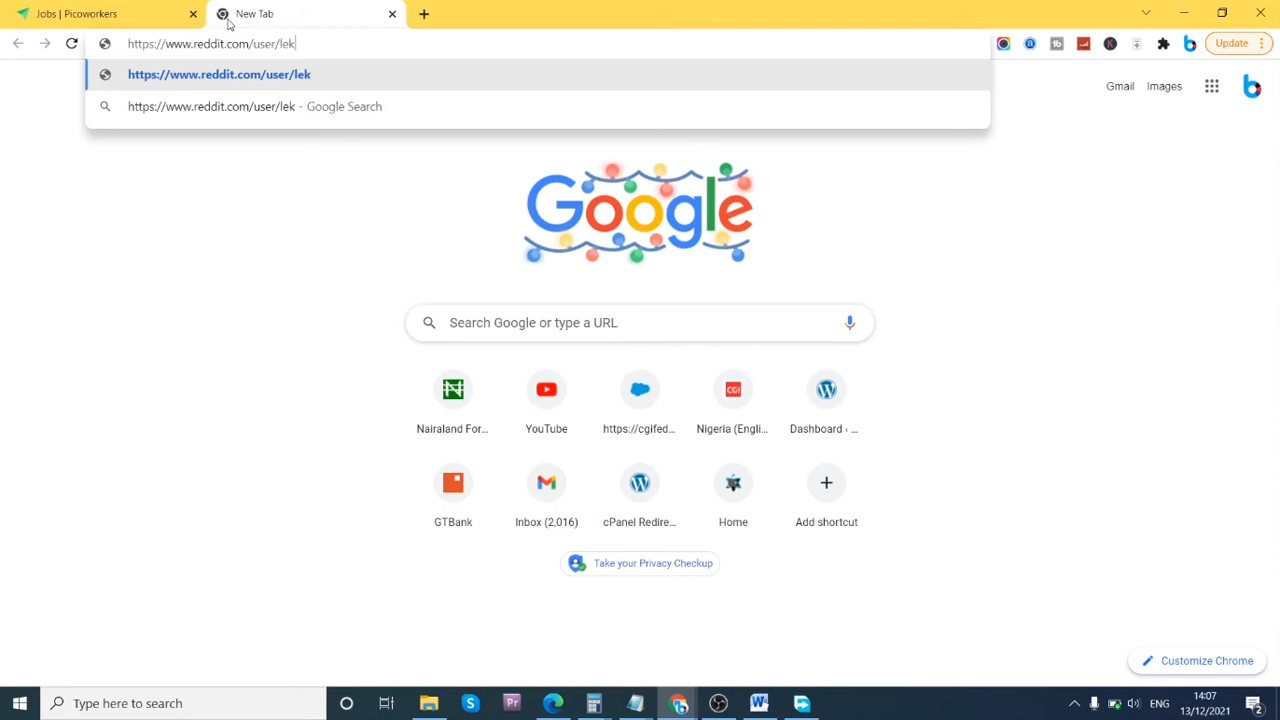 Jobs | Picoworkers
New Tab
https://www.reddit.com/user/lek
Update
https://www.reddit.com/user/lek
https://www.reddit.com/user/lek - Google Search
Gmail Images
Google
Search Google or type a URL
Nairaland For... YouTube https://cgifed... Nigeria (Engli... Dashboard ‹ ...
GTBank Inbox (2,016) cPanel Redire... Home Add shortcut
Take your Privacy Checkup
Customize Chrome
Type here to search
ENG
14:07
13/12/2021
2